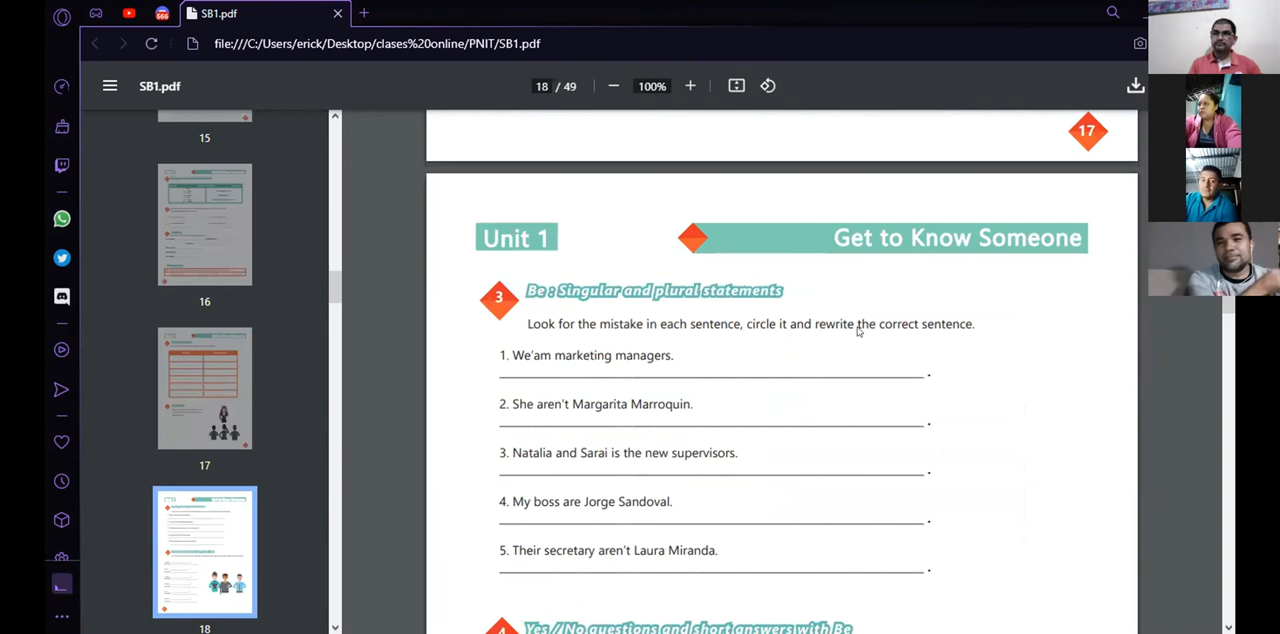 666
SB1.pdf
file:///C:/Users/erick/Desktop/clases%20online/PNIT/SB1.pdf
SB1.pdf
18 / 49
100%
15
16
17
18
17
Unit 1
Get to Know Someone
3 Be : Singular and plural statements
Look for the mistake in each sentence, circle it and rewrite the correct sentence.
1. We'am marketing managers.
.
2. She aren't Margarita Marroquin.
.
3. Natalia and Sarai is the new supervisors.
.
4. My boss are Jorge Sandoval.
.
5. Their secretary aren't Laura Miranda.
.
4 Yes // No questions and short answers with Be